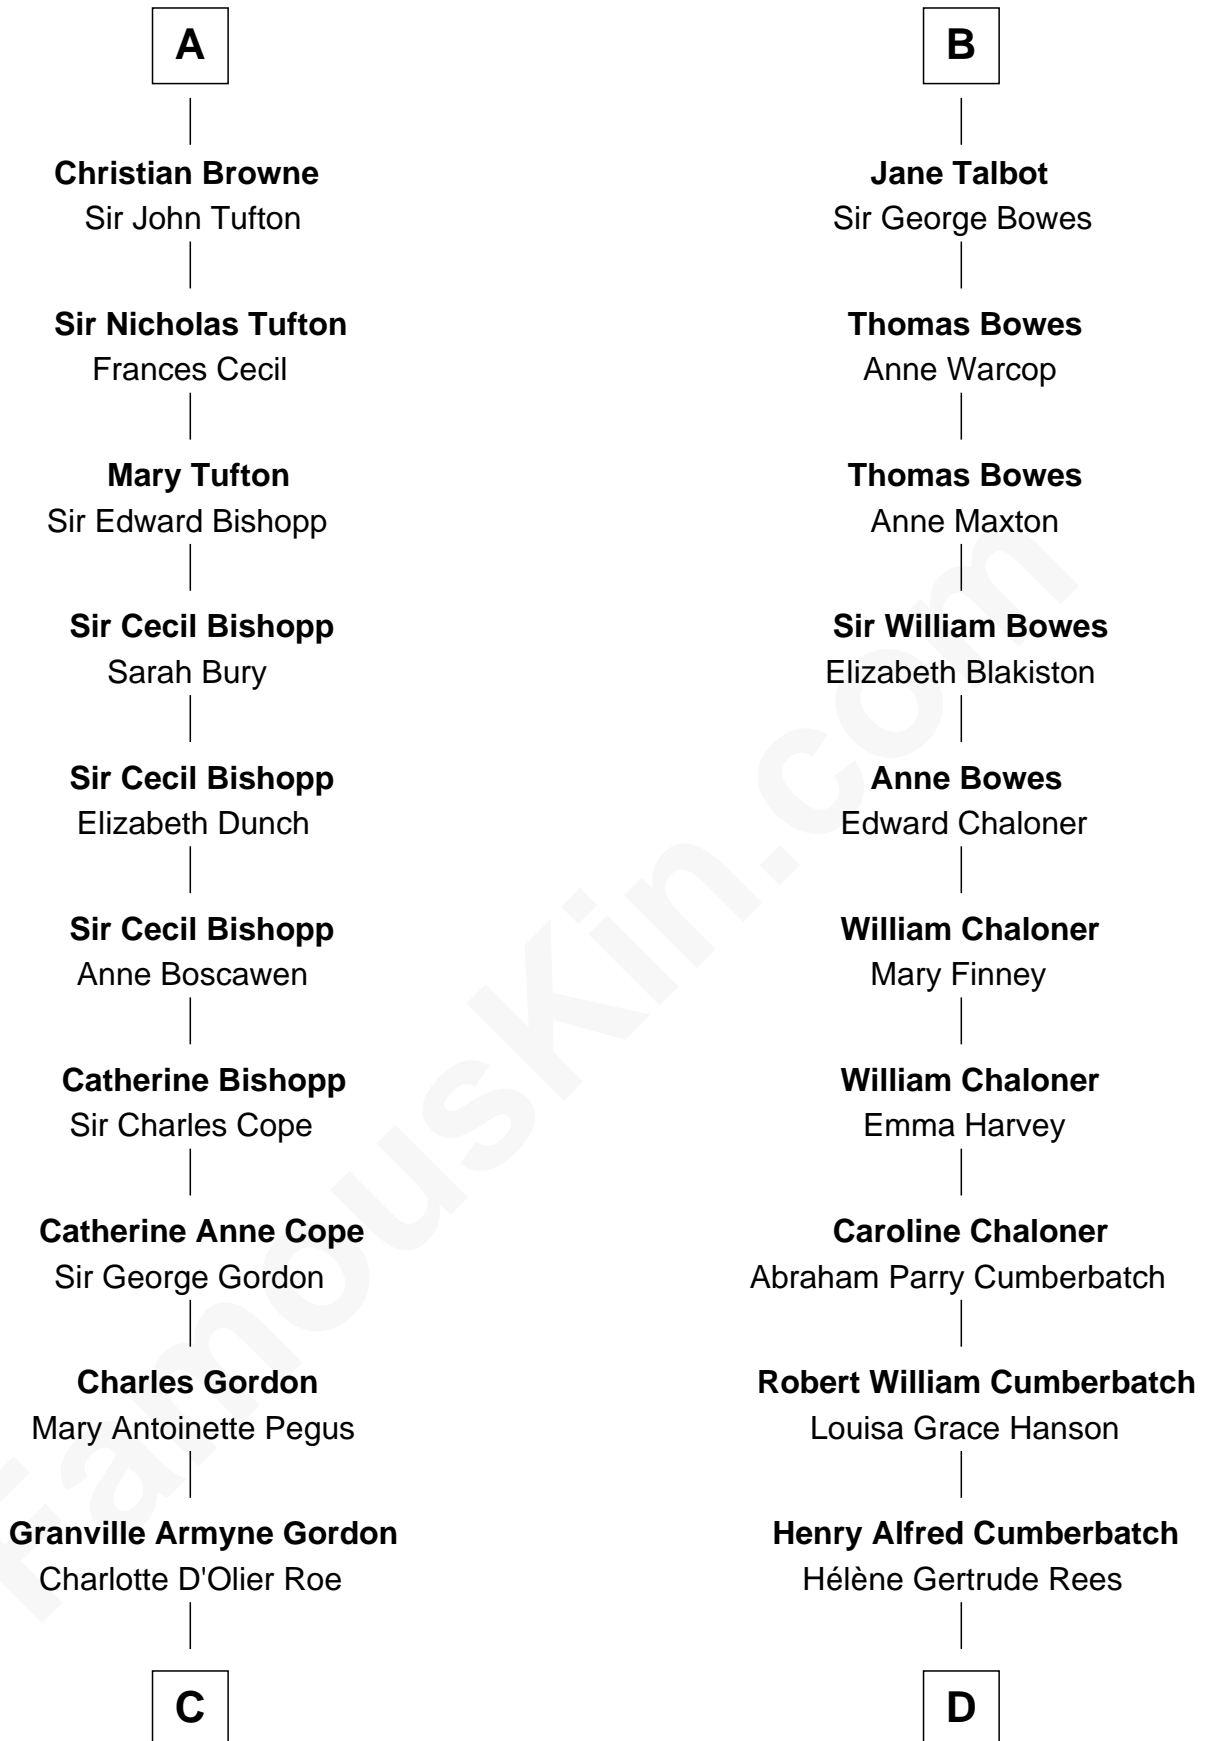 A
Christian Browne
Sir John Tufton
Sir Nicholas Tufton
Frances Cecil
Mary Tufton
Sir Edward Bishopp
Sir Cecil Bishopp
Sarah Bury
Sir Cecil Bishopp
Elizabeth Dunch
Sir Cecil Bishopp
Anne Boscawen
Catherine Bishopp
Sir Charles Cope
Catherine Anne Cope
Sir George Gordon
Charles Gordon
Mary Antoinette Pegus
Granville Armyne Gordon
Charlotte D'Olier Roe
C
B
Jane Talbot
Sir George Bowes
Thomas Bowes
Anne Warcop
Thomas Bowes
Anne Maxton
Sir William Bowes
Elizabeth Blakiston
Anne Bowes
Edward Chaloner
William Chaloner
Mary Finney
William Chaloner
Emma Harvey
Caroline Chaloner
Abraham Parry Cumberbatch
Robert William Cumberbatch
Louisa Grace Hanson
Henry Alfred Cumberbatch
Hélène Gertrude Rees
D
FamousKin.com